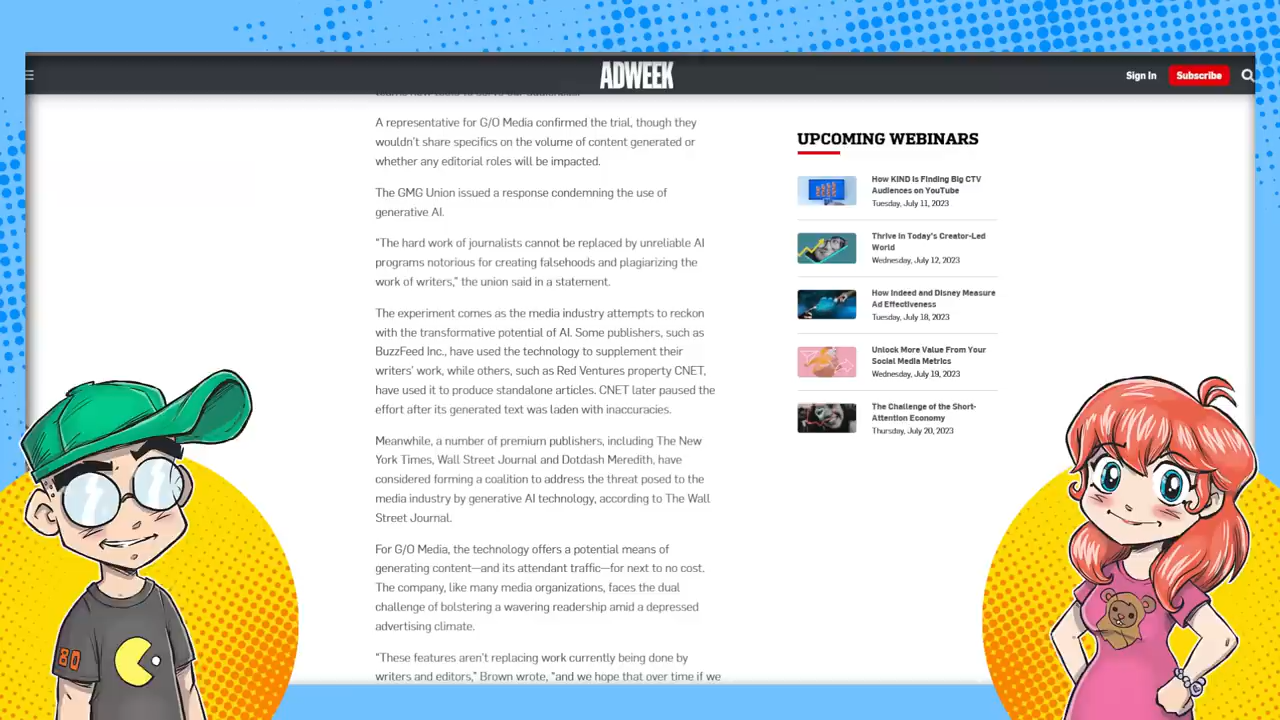 ADWEEK
Sign In
Subscribe
A representative for G/O Media confirmed the trial, though they
wouldn't share specifics on the volume of content generated or
whether any editorial roles will be impacted.
The GMG Union issued a response condemning the use of
generative AI.
“The hard work of journalists cannot be replaced by unreliable AI
programs notorious for creating falsehoods and plagiarizing the
work of writers,” the union said in a statement.
The experiment comes as the media industry attempts to reckon
with the transformative potential of AI. Some publishers, such as
BuzzFeed Inc., have used the technology to supplement their
writers' work, while others, such as Red Ventures property CNET,
have used it to produce standalone articles. CNET later paused the
effort after its generated text was laden with inaccuracies.
Meanwhile, a number of premium publishers, including The New
York Times, Wall Street Journal and Dotdash Meredith, have
considered forming a coalition to address the threat posed to the
media industry by generative AI technology, according to The Wall
Street Journal.
For G/O Media, the technology offers a potential means of
generating content—and its attendant traffic—for next to no cost.
The company, like many media organizations, faces the dual
challenge of bolstering a wavering readership amid a depressed
advertising climate.
“These features aren't replacing work currently being done by
writers and editors,” Brown wrote, “and we hope that over time if we
UPCOMING WEBINARS
How KIND Is Finding Big CTV
Audiences on YouTube
Tuesday, July 11, 2023
Thrive in Today's Creator-Led
World
Wednesday, July 12, 2023
How Indeed and Disney Measure
Ad Effectiveness
Tuesday, July 18, 2023
Unlock More Value From Your
Social Media Metrics
Wednesday, July 19, 2023
The Challenge of the Short-
Attention Economy
Thursday, July 20, 2023
80